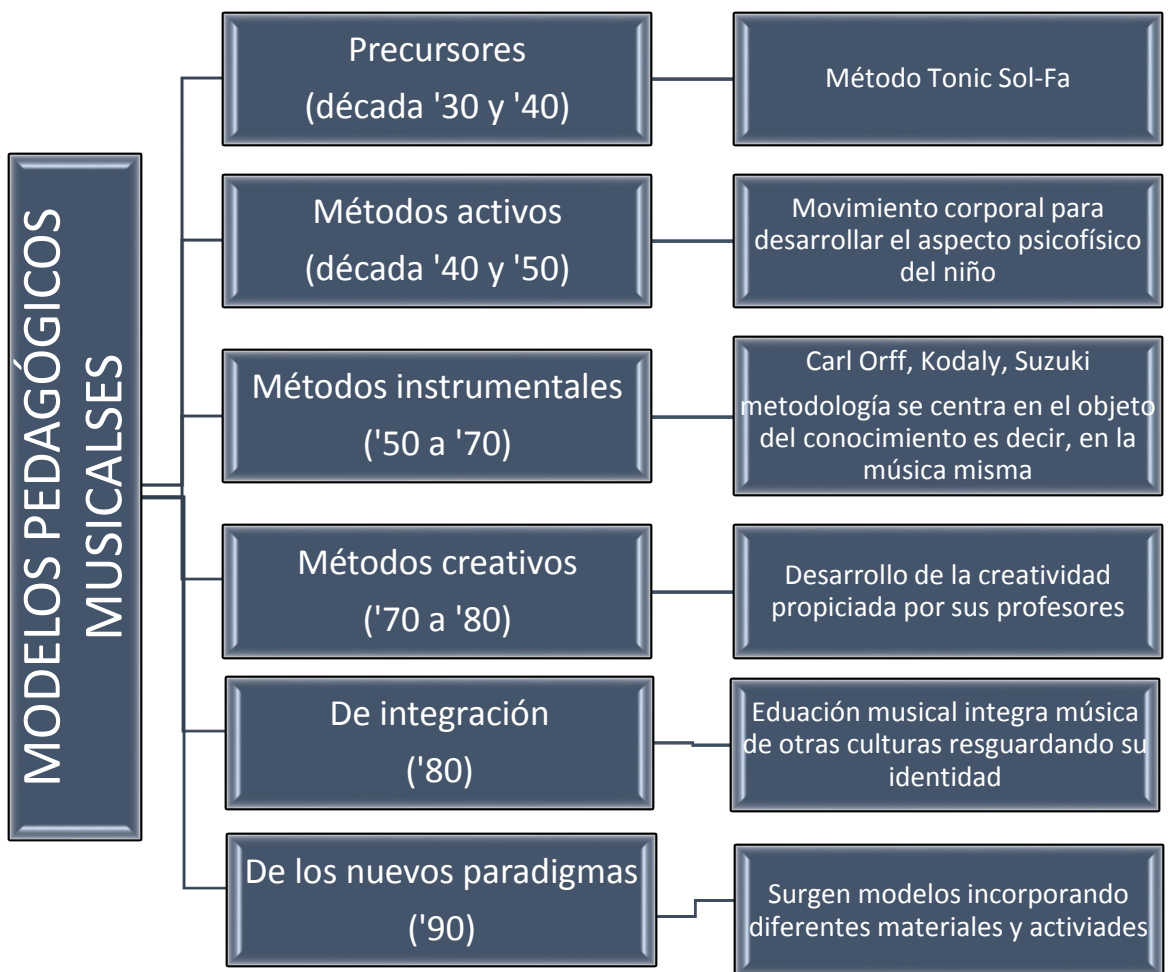 MODELOS PEDAGÓGICOS
MUSICALSES
Precursores
(década '30 y '40)
Método Tonic Sol-Fa
Métodos activos
(década '40 y '50)
Movimiento corporal para
desarrollar el aspecto psicofísico
del niño
Métodos instrumentales
('50 a '70)
Carl Orff, Kodaly, Suzuki
metodología se centra en el objeto
del conocimiento es decir, en la
música misma
Métodos creativos
('70 a '80)
Desarrollo de la creatividad
propiciada por sus profesores
De integración
('80)
Eduación musical integra música
de otras culturas resguardando su
identidad
De los nuevos paradigmas
('90)
Surgen modelos incorporando
diferentes materiales y activiades